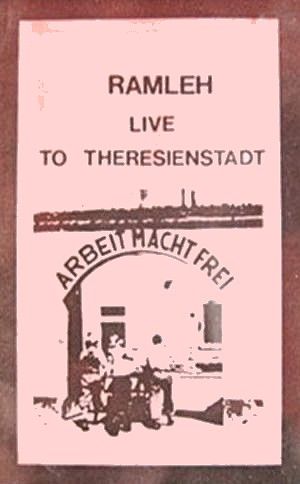 RAMLEH
LIVE
TO THERESIENSTADT
ARBEIT MACHT FREI